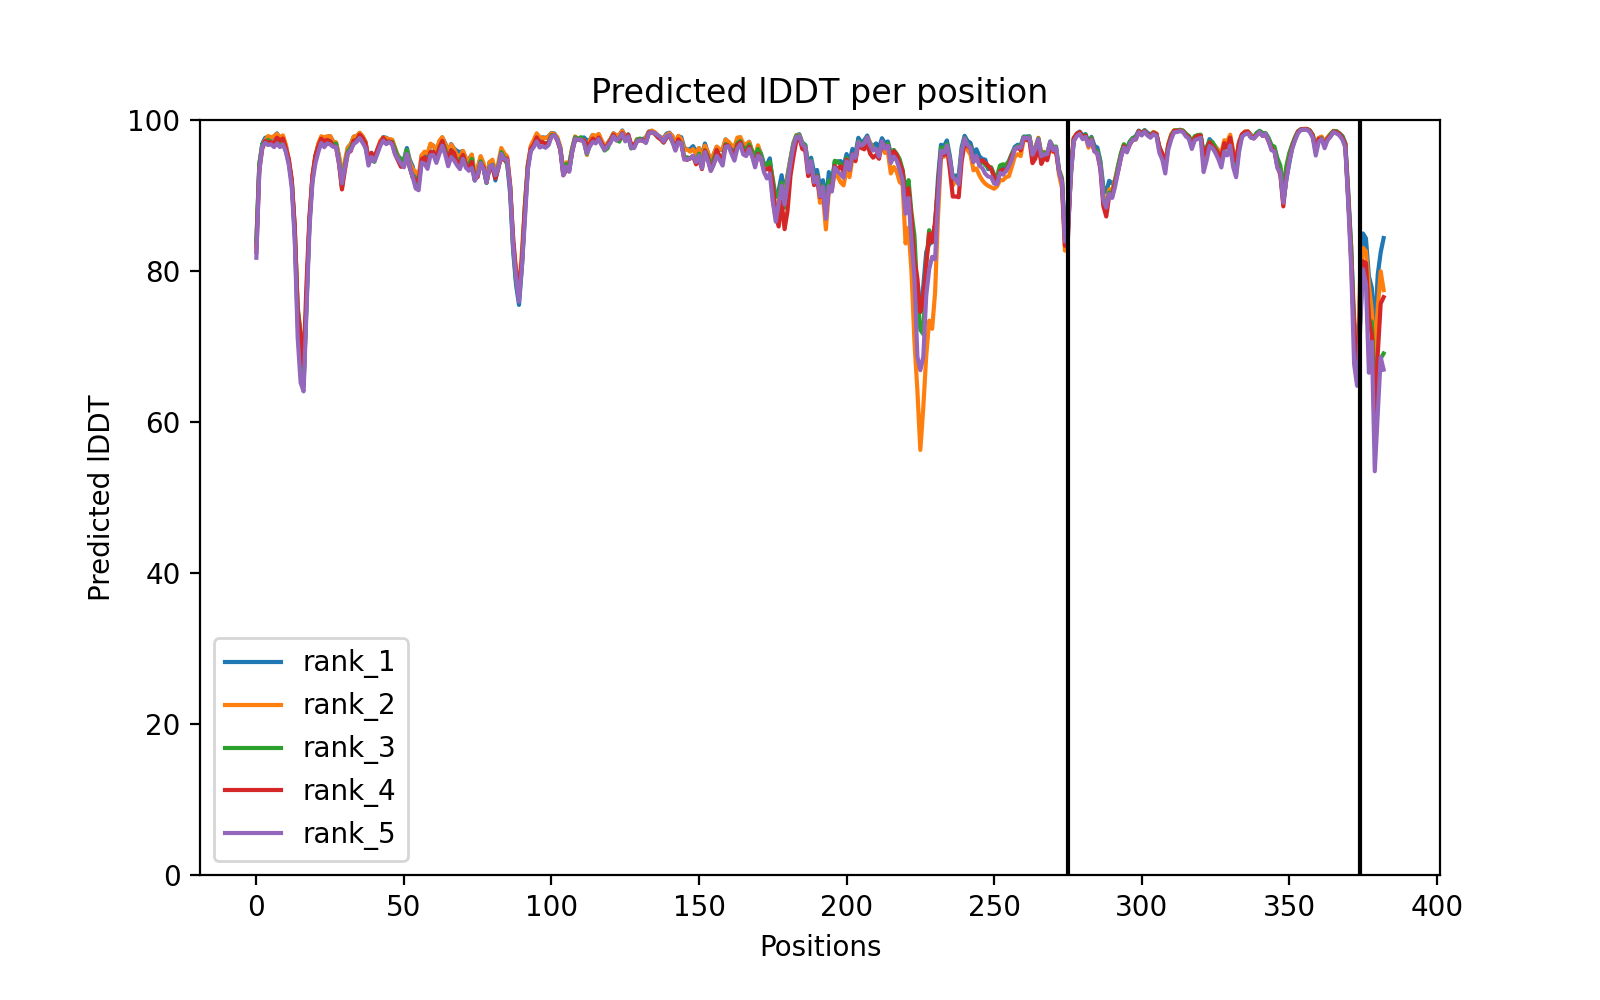 Predicted lDDT per position
100
80
60
40
20
0
Predicted lDDT
rank_1
rank_2
rank_3
rank_4
rank_5
0 50 100 150 200 250 300 350 400
Positions